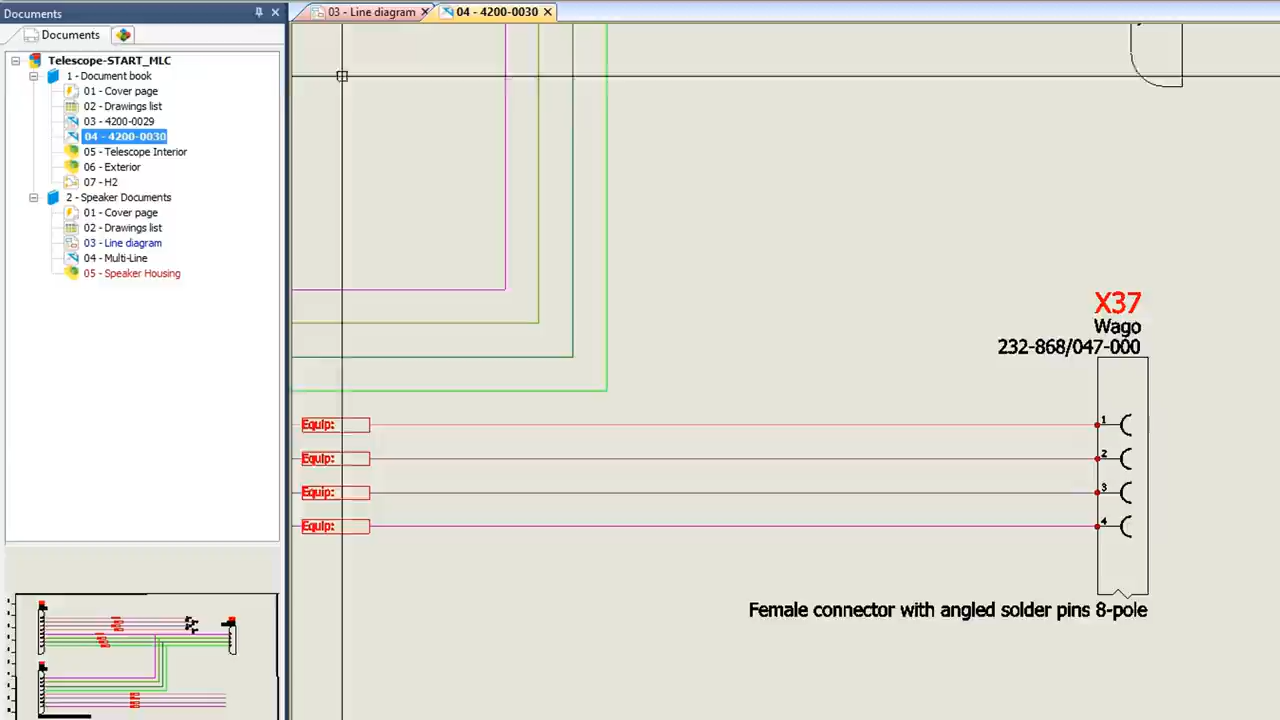 Documents
Documents
Telescope-START_MLC
1 - Document book
01 - Cover page
02 - Drawings list
03 - 4200-0029
04 - 4200-0030
05 - Telescope Interior
06 - Exterior
07 - H2
2 - Speaker Documents
01 - Cover page
02 - Drawings list
03 - Line diagram
04 - Multi-Line
05 - Speaker Housing
03 - Line diagram
04 - 4200-0030
X37
Wago
232-868/047-000
Equip:
1
Equip:
2
Equip:
3
Equip:
4
Female connector with angled solder pins 8-pole